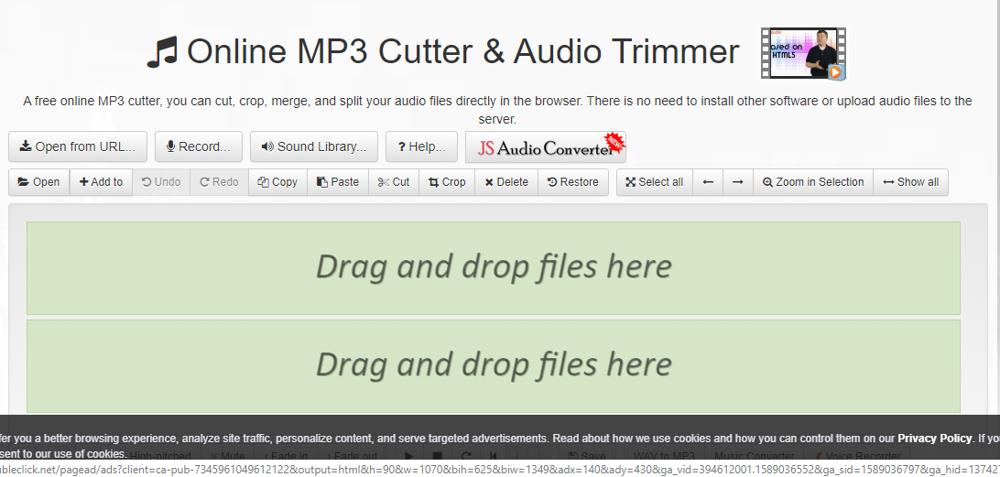 Online MP3 Cutter & Audio Trimmer
ASED ON
HTML5
A free online MP3 cutter, you can cut, crop, merge, and split your audio files directly in the browser. There is no need to install other software or upload audio files to the
server.
Open from URL... Record... Sound Library... ? Help... JS Audio Converter
Open Add to Undo Redo Copy Paste Cut Crop Delete Restore Select all ← → Zoom in Selection Show all
Drag and drop files here
Drag and drop files here
fer you a better browsing experience, analyze site traffic, personalize content, and serve targeted advertisements. Read about how we use cookies and how you can control them on our Privacy Policy. If yo
sent to our use of cookies.
High-pitched Mute Fade in Fade out Save WAV to MP3 Music Converter Voice Recorder
ubleclick.net/pagead/ads?client=ca-pub-7345961049612122&output=html&h=90&w=1070&bih=625&biw=1349&adx=140&ady=430&ga_vid=394612001.1589036552&ga_sid=1589036797&ga_hid=13742